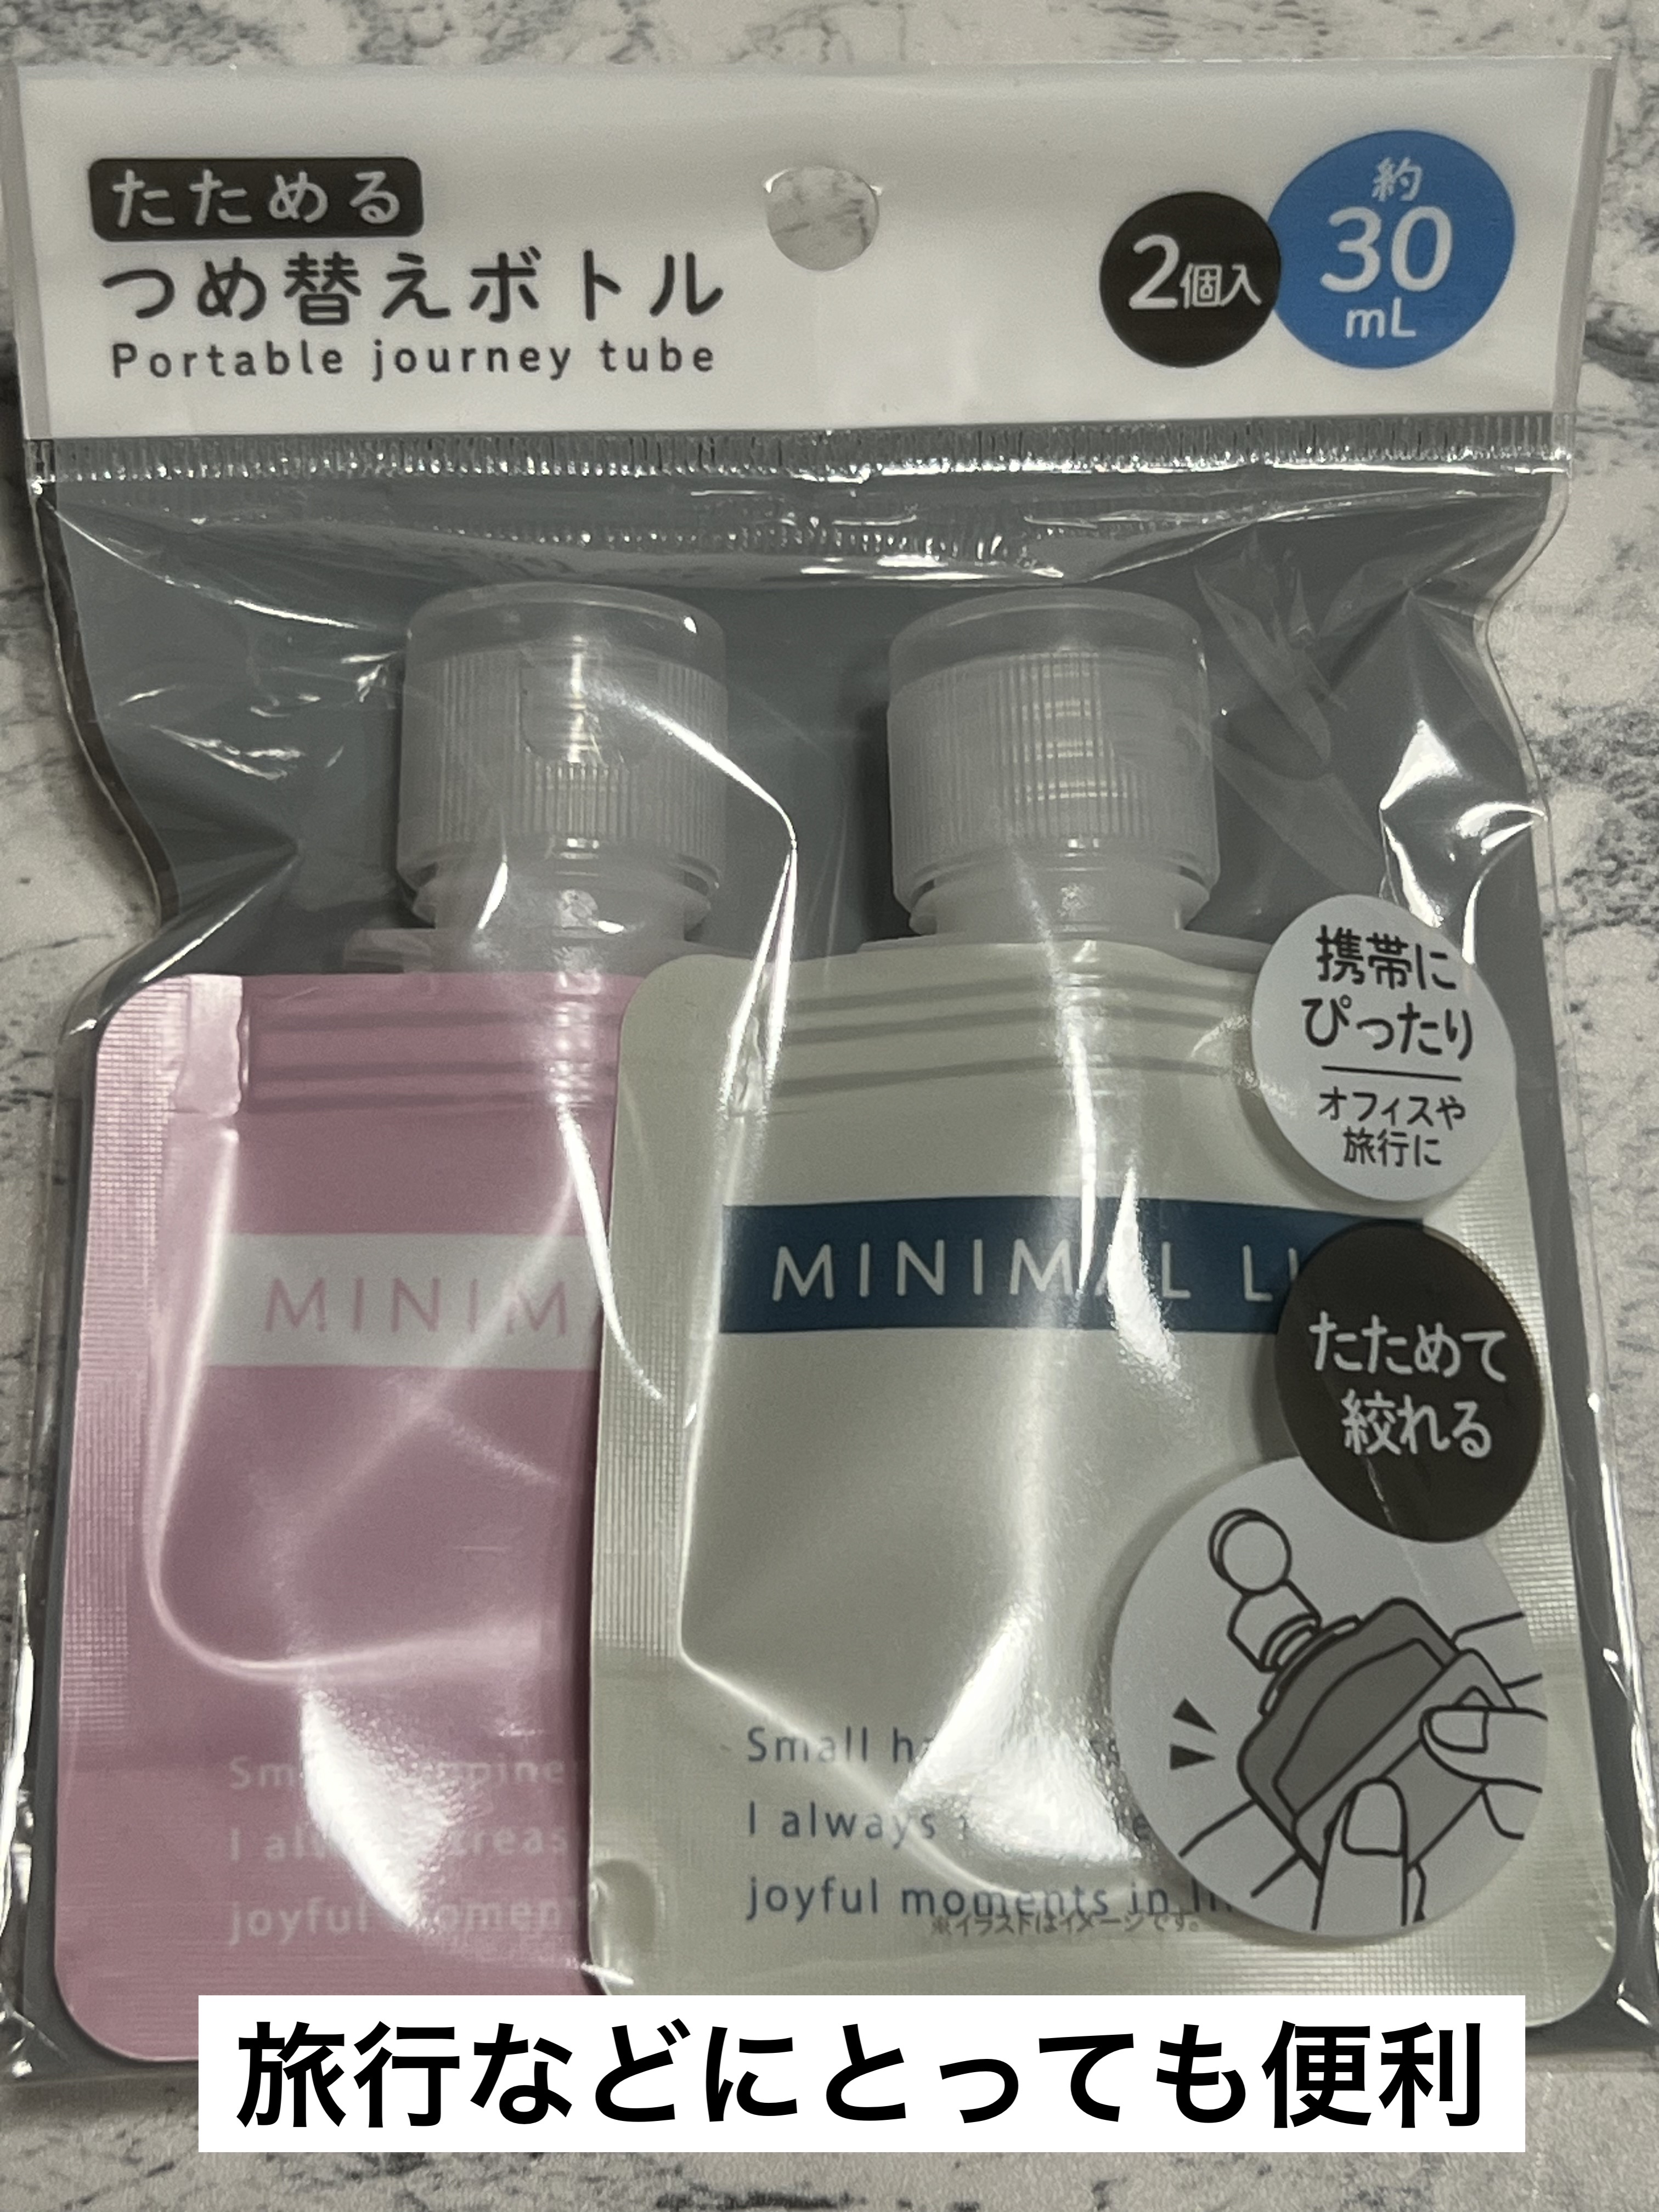 たためる
つめ替えボトル
Portable journey tube
2個入
約
30
mL
携帯に
ぴったり
オフィスや
旅行に
MINIM
MINIMAL
たためて
絞れる
Small
I always
joyful moments in
joyful
※イラストはイメージです。
旅行などにとっても便利